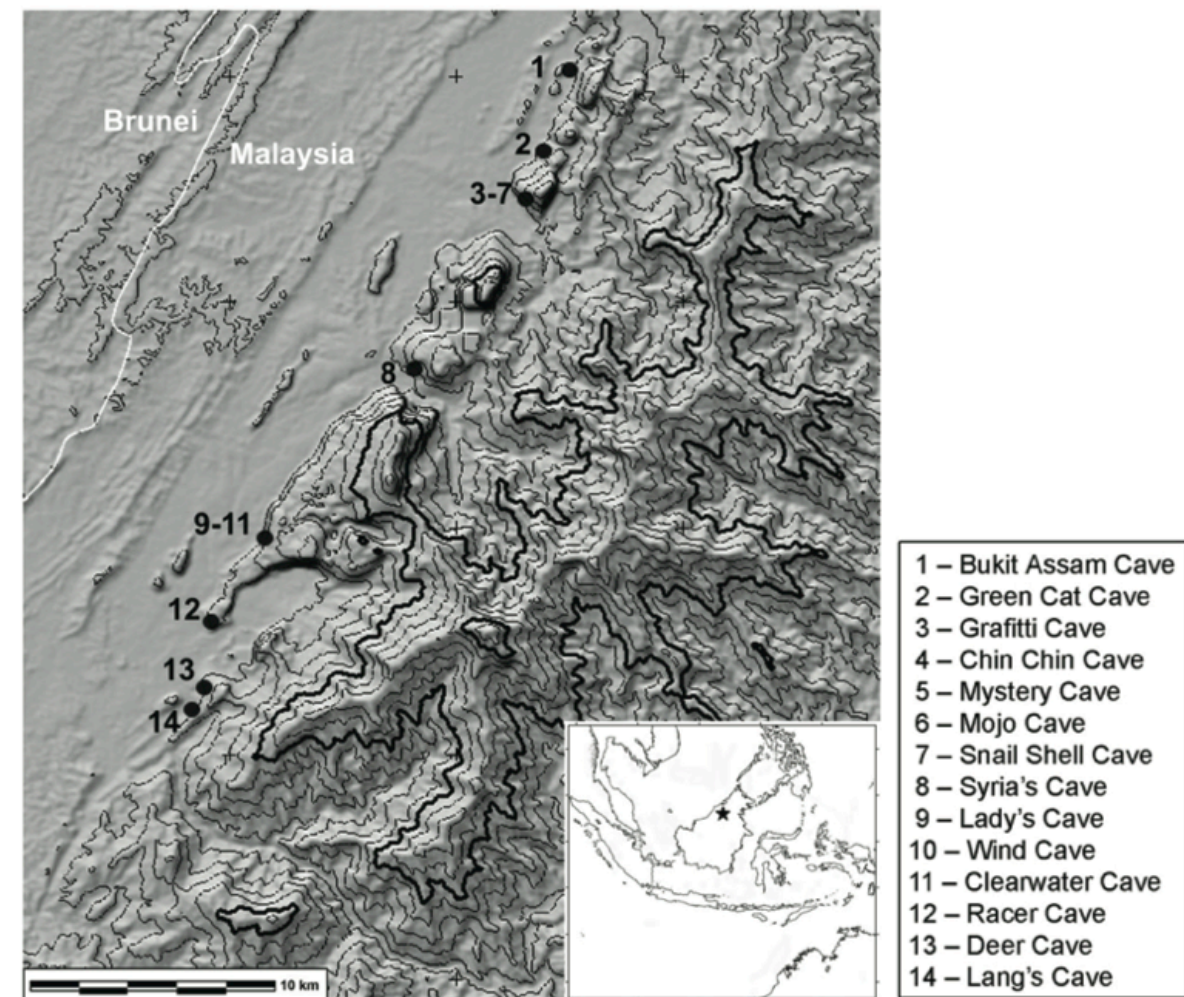 1
Brunei
2
Malaysia
3-7
8
9-11
12
13
14
10 km
1 – Bukit Assam Cave
2 – Green Cat Cave
3 – Grafitti Cave
4 – Chin Chin Cave
5 – Mystery Cave
6 – Mojo Cave
7 – Snail Shell Cave
8 – Syria's Cave
9 – Lady's Cave
10 – Wind Cave
11 – Clearwater Cave
12 – Racer Cave
13 – Deer Cave
14 – Lang's Cave